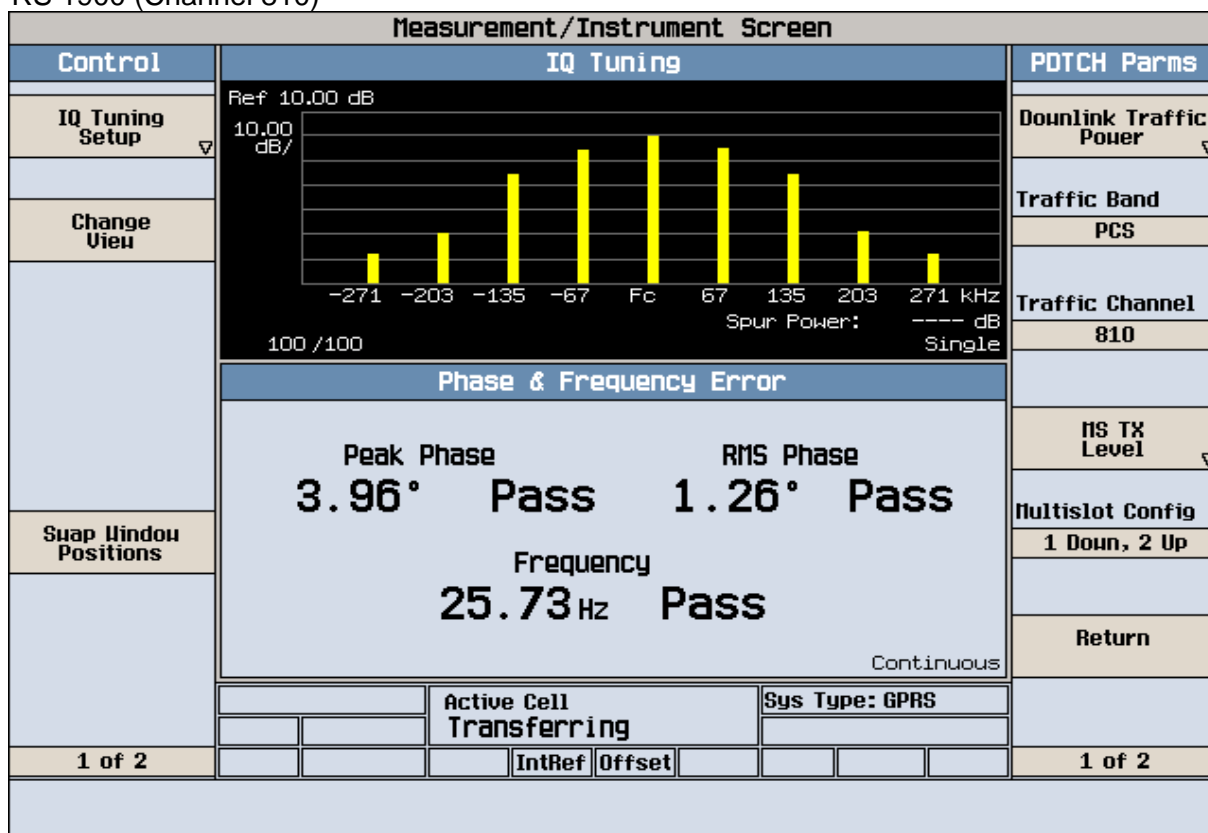 Measurement/Instrument Screen
Control
IQ Tuning
Setup
Change
View
Swap Window
Positions
1 of 2
IQ Tuning
Ref 10.00 dB
10.00
dB/
-271 -203 -135 -67 Fc 67 135 203 271 kHz
Spur Power: ---- dB
100 /100 Single
Phase & Frequency Error
Peak Phase RMS Phase
3.96° Pass 1.26° Pass
Frequency
25.73 Hz Pass
Continuous
Active Cell Sys Type: GPRS
Transferring
IntRef Offset
PDTCH Parms
Downlink Traffic
Power
Traffic Band
PCS
Traffic Channel
810
MS TX
Level
Multislot Config
1 Down, 2 Up
Return
1 of 2